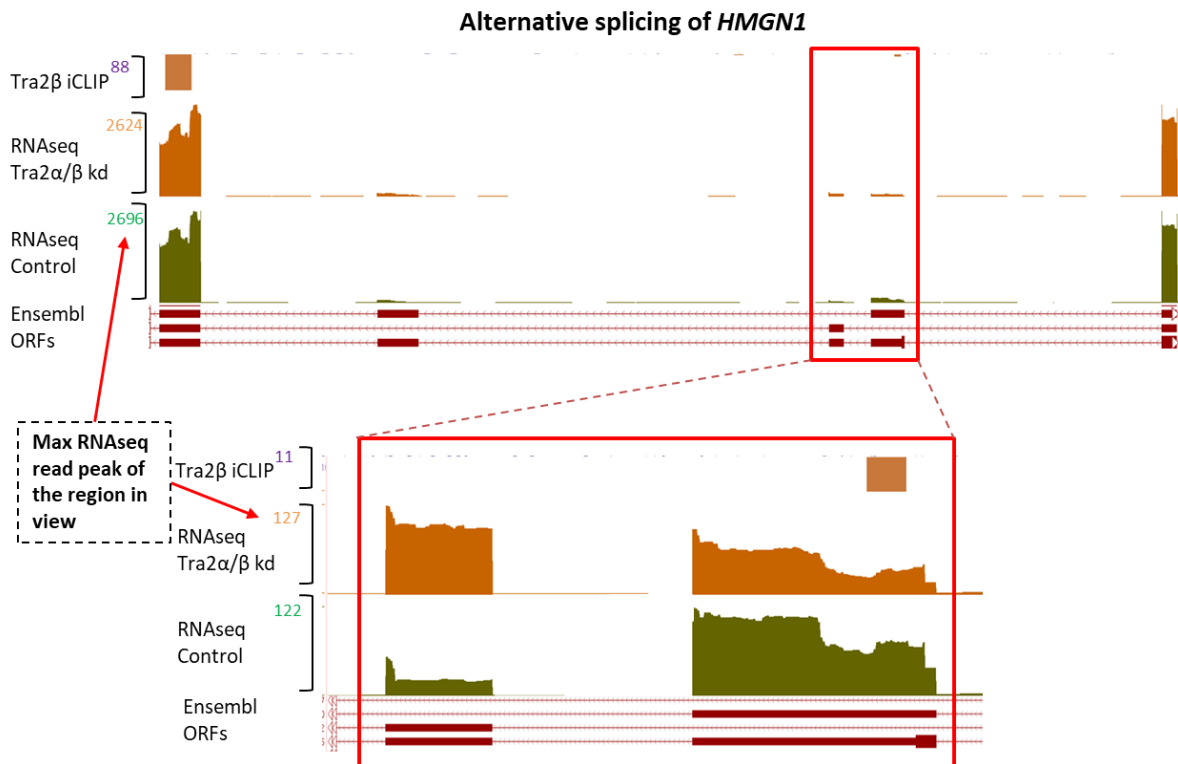 Alternative splicing of HMGN1
Tra2β iCLIP
88
RNAseq
Tra2α/β kd
2624
RNAseq
Control
2696
Ensembl
ORFs
Max RNAseq
read peak of
the region in
view
Tra2β iCLIP
11
RNAseq
Tra2α/β kd
127
RNAseq
Control
122
Ensembl
ORFs